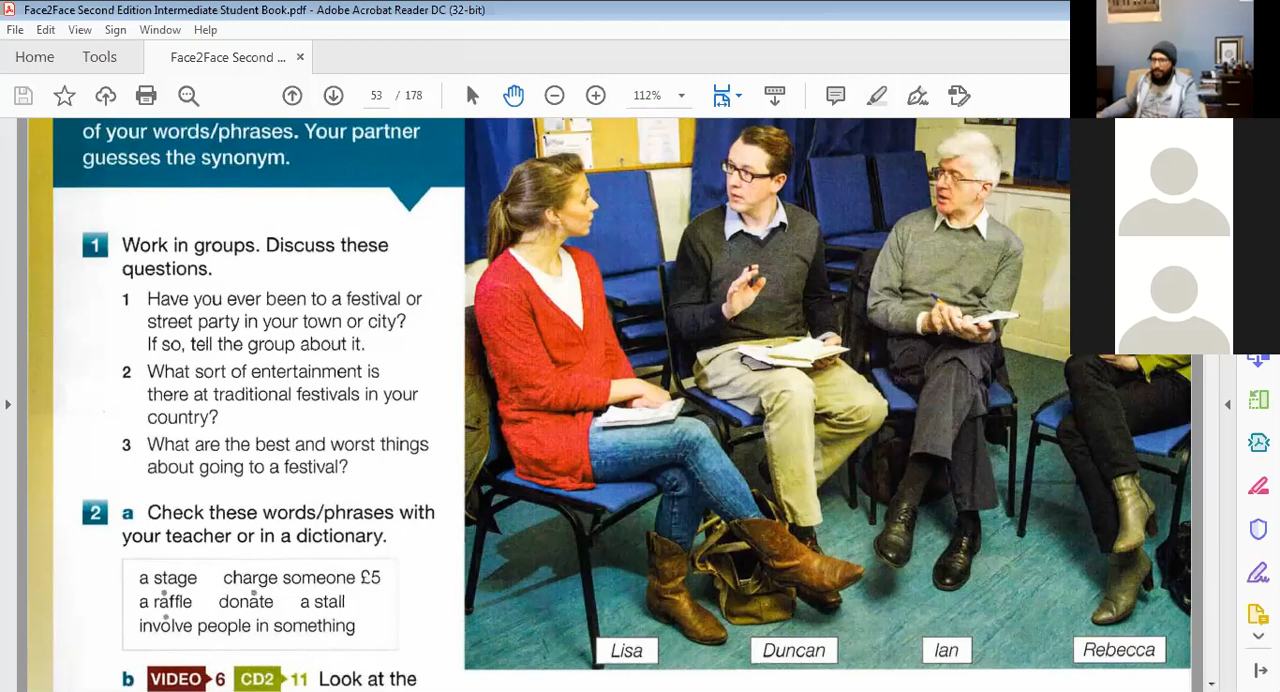 Face2Face Second Edition Intermediate Student Book.pdf - Adobe Acrobat Reader DC (32-bit)
File Edit View Sign Window Help
Home Tools Face2Face Second ... ×
53 / 178 112%
of your words/phrases. Your partner
guesses the synonym.
1 Work in groups. Discuss these
questions.
1 Have you ever been to a festival or
street party in your town or city?
If so, tell the group about it.
2 What sort of entertainment is
there at traditional festivals in your
country?
3 What are the best and worst things
about going to a festival?
2 a Check these words/phrases with
your teacher or in a dictionary.
a stage charge someone £5
a raffle donate a stall
involve people in something
b VIDEO 6 CD2 11 Look at the
Lisa Duncan Ian Rebecca